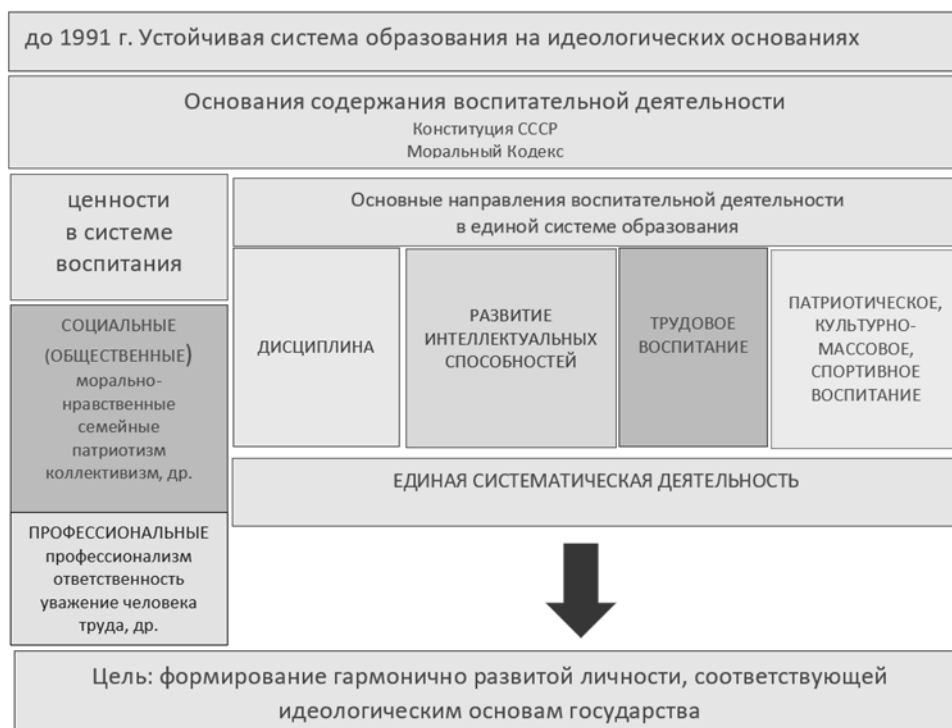 до 1991 г. Устойчивая система образования на идеологических основаниях
Основания содержания воспитательной деятельности
Конституция СССР
Моральный Кодекс
ценности
в системе
воспитания
СОЦИАЛЬНЫЕ
(ОБЩЕСТВЕННЫЕ)
морально-
нравственные
семейные
патриотизм
коллективизм, др.
ПРОФЕССИОНАЛЬНЫЕ
профессионализм
ответственность
уважение человека
труда, др.
Основные направления воспитательной деятельности
в единой системе образования
ДИСЦИПЛИНА
РАЗВИТИЕ
ИНТЕЛЛЕКТУАЛЬНЫХ
СПОСОБНОСТЕЙ
ТРУДОВОЕ
ВОСПИТАНИЕ
ПАТРИОТИЧЕСКОЕ,
КУЛЬТУРНО-
МАССОВОЕ,
СПОРТИВНОЕ
ВОСПИТАНИЕ
ЕДИНАЯ СИСТЕМАТИЧЕСКАЯ ДЕЯТЕЛЬНОСТЬ
Цель: формирование гармонично развитой личности, соответствующей
идеологическим основам государства